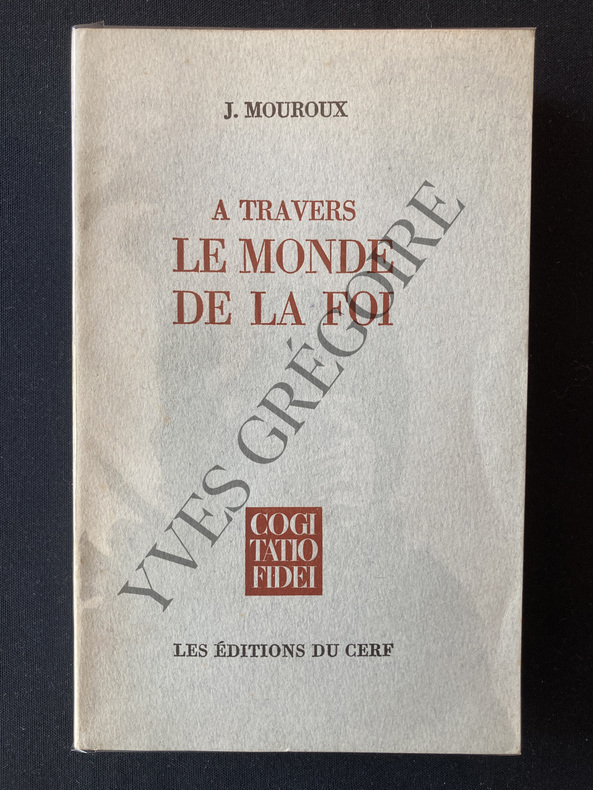 J. MOUROUX
A TRAVERS
LE MONDE
DE LA FOI
YVES GRÉGOIRE
COGI
TATIO
FIDEI
LES ÉDITIONS DU CERF